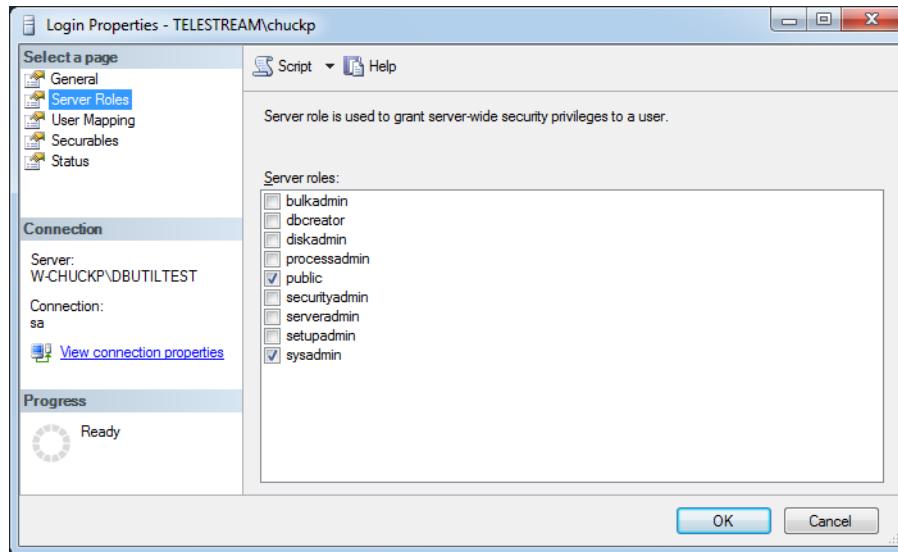 Login Properties - TELESTREAM\chuckp
Select a page
General
Server Roles
User Mapping
Securables
Status
Connection
Server:
W-CHUCKP\DBUTILTEST
Connection:
sa
View connection properties
Progress
Ready
Script
Help
Server role is used to grant server-wide security privileges to a user.
Server roles:
bulkadmin
dbcreator
diskadmin
processadmin
public
securityadmin
serveradmin
setupadmin
sysadmin
OK
Cancel